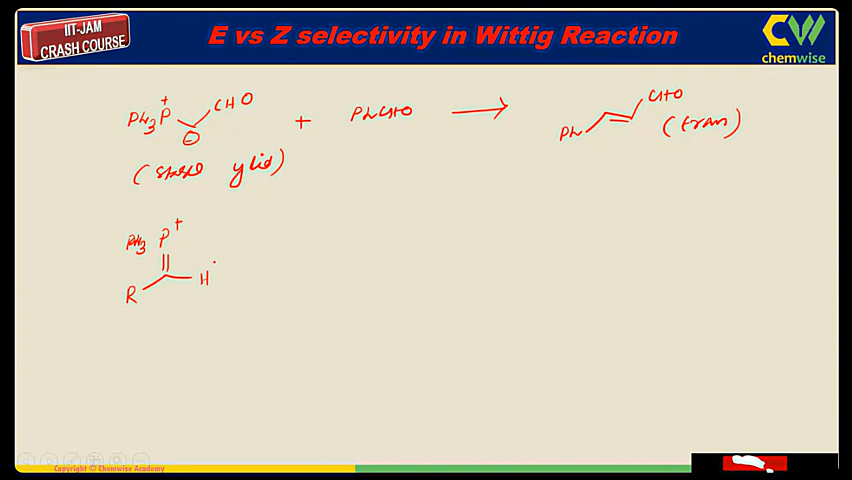 IIT-JAM
CRASH COURSE
E vs Z selectivity in Wittig Reaction
CW
chemwise
Ph3P+ CHO + PhCHO → Ph CHO (trans)
⊖
(stable ylid)
Ph3 P+
R H
Copyright © Chemwise Academy